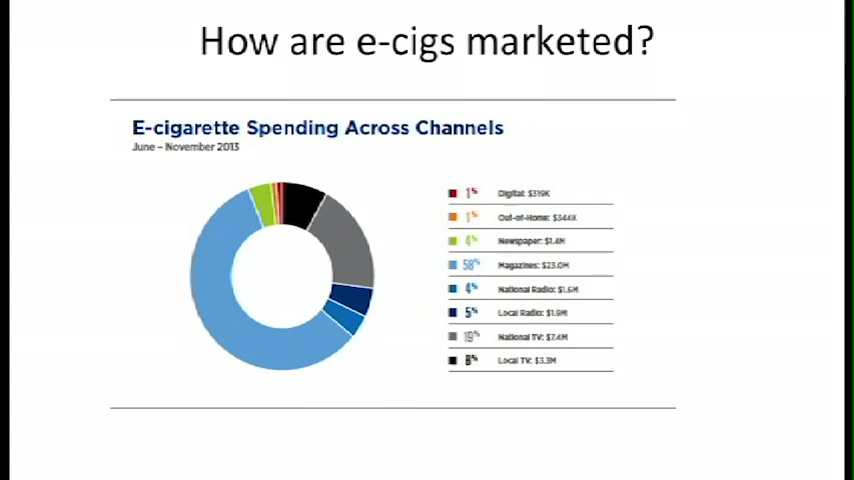 How are e-cigs marketed?
E-cigarette Spending Across Channels
June – November 2013
1% Digital: $319K
1% Out-of-Home: $344K
4% Newspaper: $1.4M
58% Magazines: $23.0M
4% National Radio: $1.6M
5% Local Radio: $1.9M
19% National TV: $7.4M
8% Local TV: $3.3M